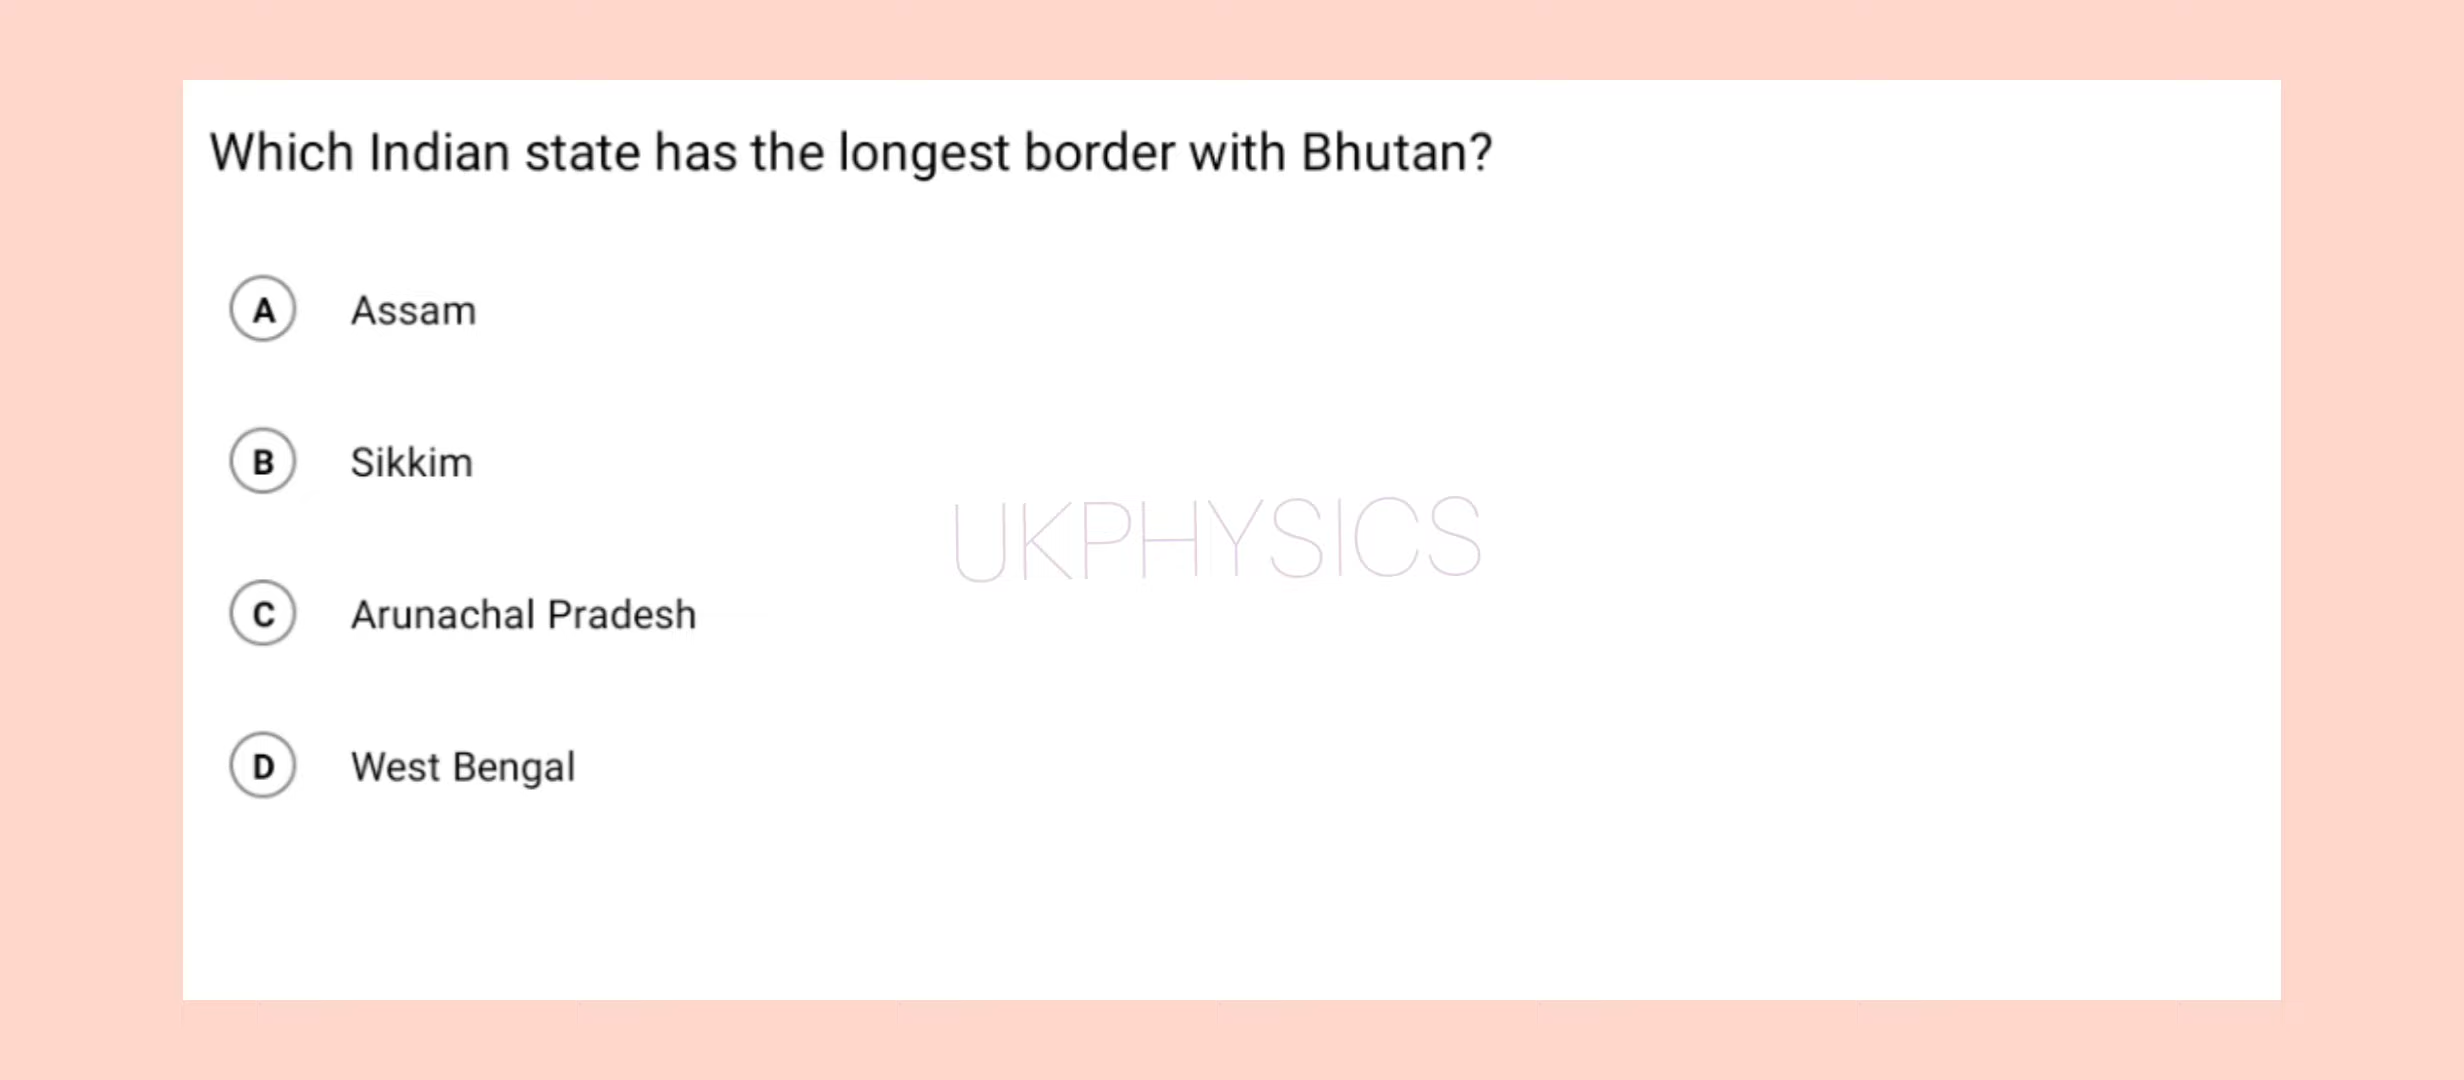 Which Indian state has the longest border with Bhutan?
A Assam
B Sikkim
UKPHYSICS
C Arunachal Pradesh
D West Bengal